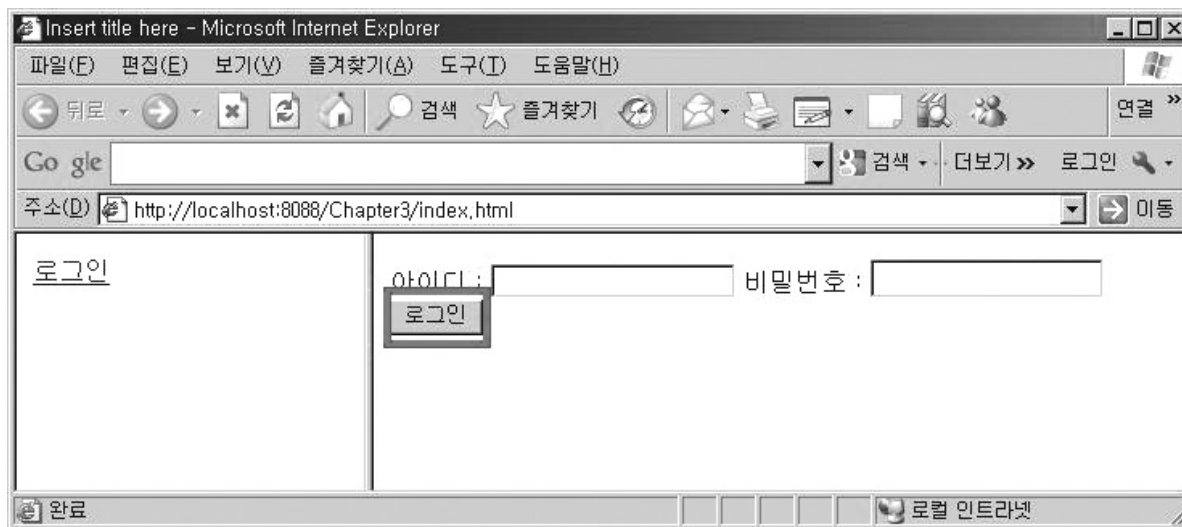 Insert title here - Microsoft Internet Explorer
파일(F) 편집(E) 보기(V) 즐겨찾기(A) 도구(T) 도움말(H)
뒤로 검색 즐겨찾기 연결 »
Go gle 검색 더보기 » 로그인
주소(D) http://localhost:8088/Chapter3/index.html 이동
로그인
아이디 : 비밀번호 :
로그인
완료 로컬 인트라넷